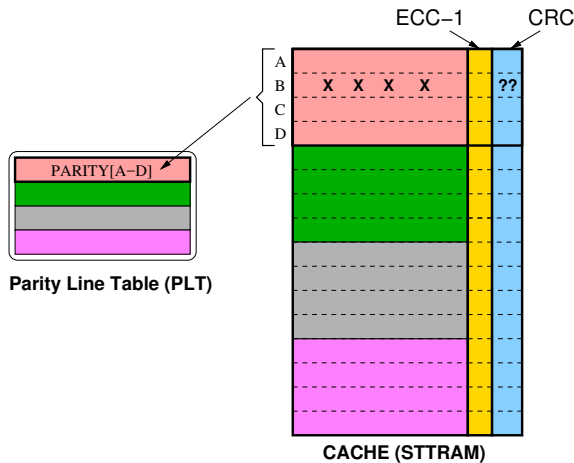 ECC−1 CRC
A
B X X X X ??
C
D
PARITY[A−D]
Parity Line Table (PLT)
CACHE (STTRAM)